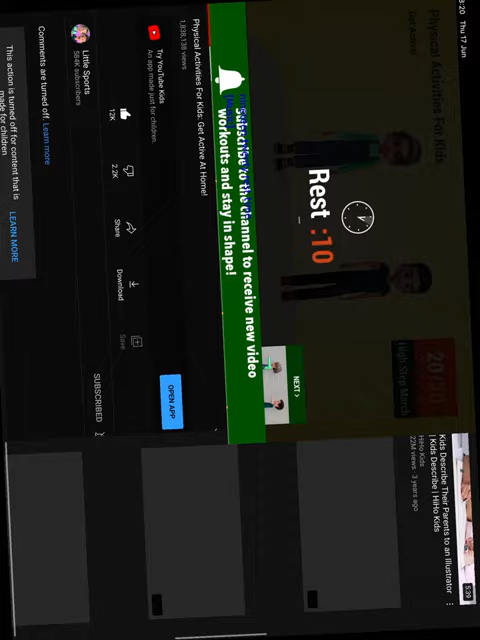 8:20 Thu 17 Jun
Physical Activities For Kids
Get Active!
Rest :10
20/30
High Step March
NEXT >
Subscribe to the channel to receive new video
workouts and stay in shape!
Physical Activities For Kids: Get Active At Home!
1,838,138 views
Try YouTube Kids
An app made just for children.
OPEN APP
12K
2.2K
Share
Download
Save
Little Sports
584K subscribers
SUBSCRIBED
Comments are turned off. Learn more
This action is turned off for content that is
made for children
LEARN MORE
5:39
Kids Describe Their Parents to an Illustrator
| Kids Describe | HiHo Kids
HiHo Kids
22M views · 3 years ago